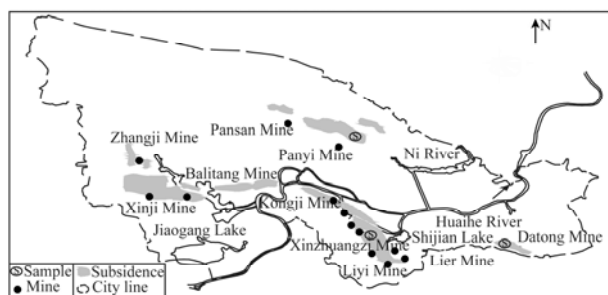 N
Pansan Mine
Zhangji Mine
Panyi Mine
Ni River
Balitang Mine
Kongji Mine
Xinji Mine
Huaihe River
Jiaogang Lake
Xinzhuangzi Mine
Shijian Lake
Datong Mine
Liyi Mine
Lier Mine
Sample Subsidence
Mine City line